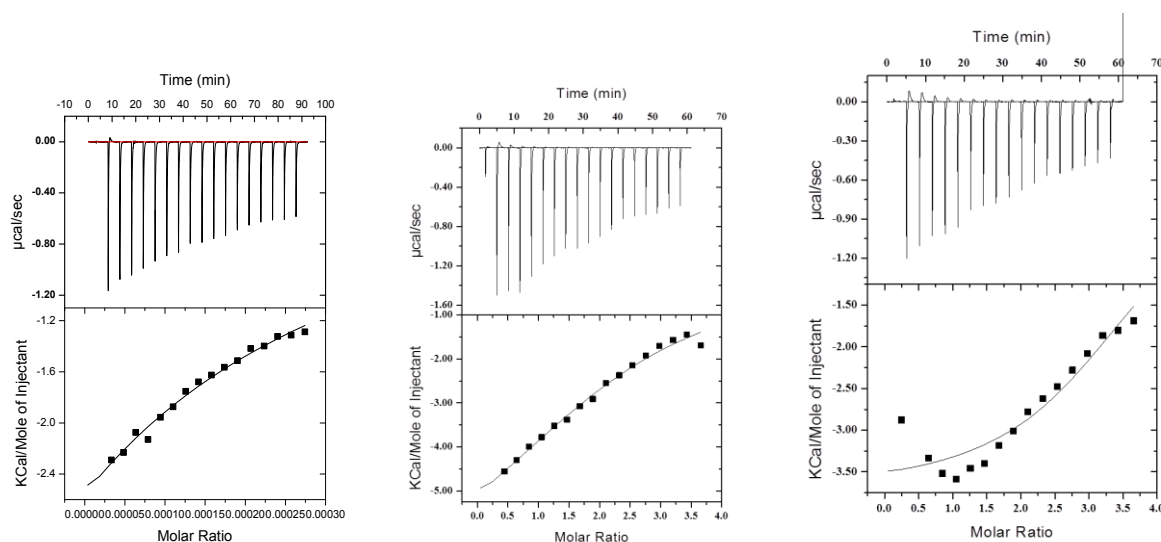 Time (min)
-10 0 10 20 30 40 50 60 70 80 90 100
0.00
-0.40
-0.80
-1.20
µcal/sec
-1.2
-1.6
-2.0
-2.4
KCal/Mole of Injectant
0.000000 0.000050 0.000100 0.000150 0.000200 0.000250 0.00030
Molar Ratio
Time (min)
0 10 20 30 40 50 60 70
0.00
-0.40
-0.80
-1.20
-1.60
µcal/sec
-1.00
-2.00
-3.00
-4.00
-5.00
KCal/Mole of Injectant
0.0 0.5 1.0 1.5 2.0 2.5 3.0 3.5 4.0
Molar Ratio
Time (min)
0 10 20 30 40 50 60 70
0.00
-0.30
-0.60
-0.90
-1.20
µcal/sec
-1.50
-2.00
-2.50
-3.00
-3.50
KCal/Mole of Injectant
0.0 0.5 1.0 1.5 2.0 2.5 3.0 3.5 4.0
Molar Ratio